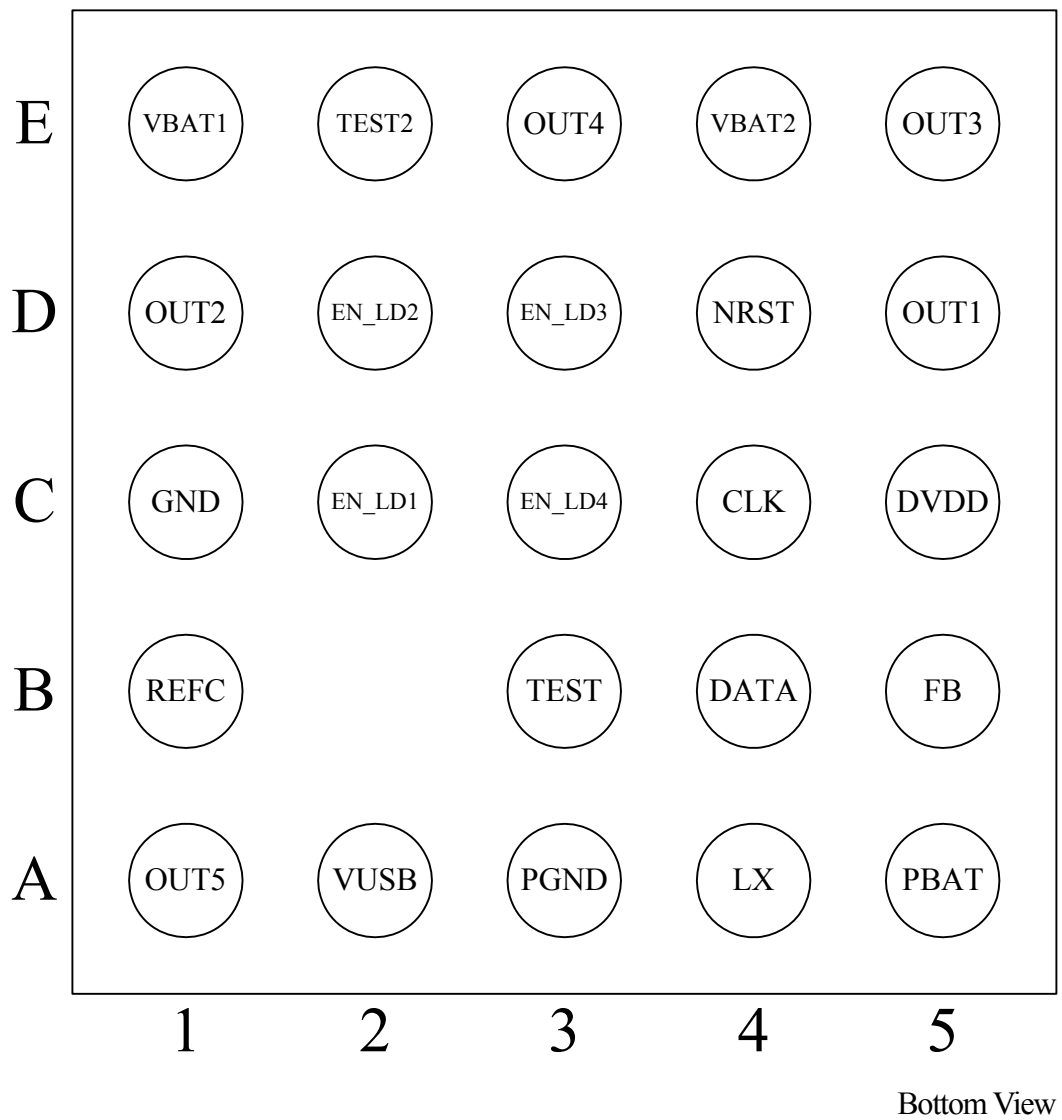 E VBAT1 TEST2 OUT4 VBAT2 OUT3
D OUT2 EN_LD2 EN_LD3 NRST OUT1
C GND EN_LD1 EN_LD4 CLK DVDD
B REFC TEST DATA FB
A OUT5 VUSB PGND LX PBAT
1 2 3 4 5
Bottom View